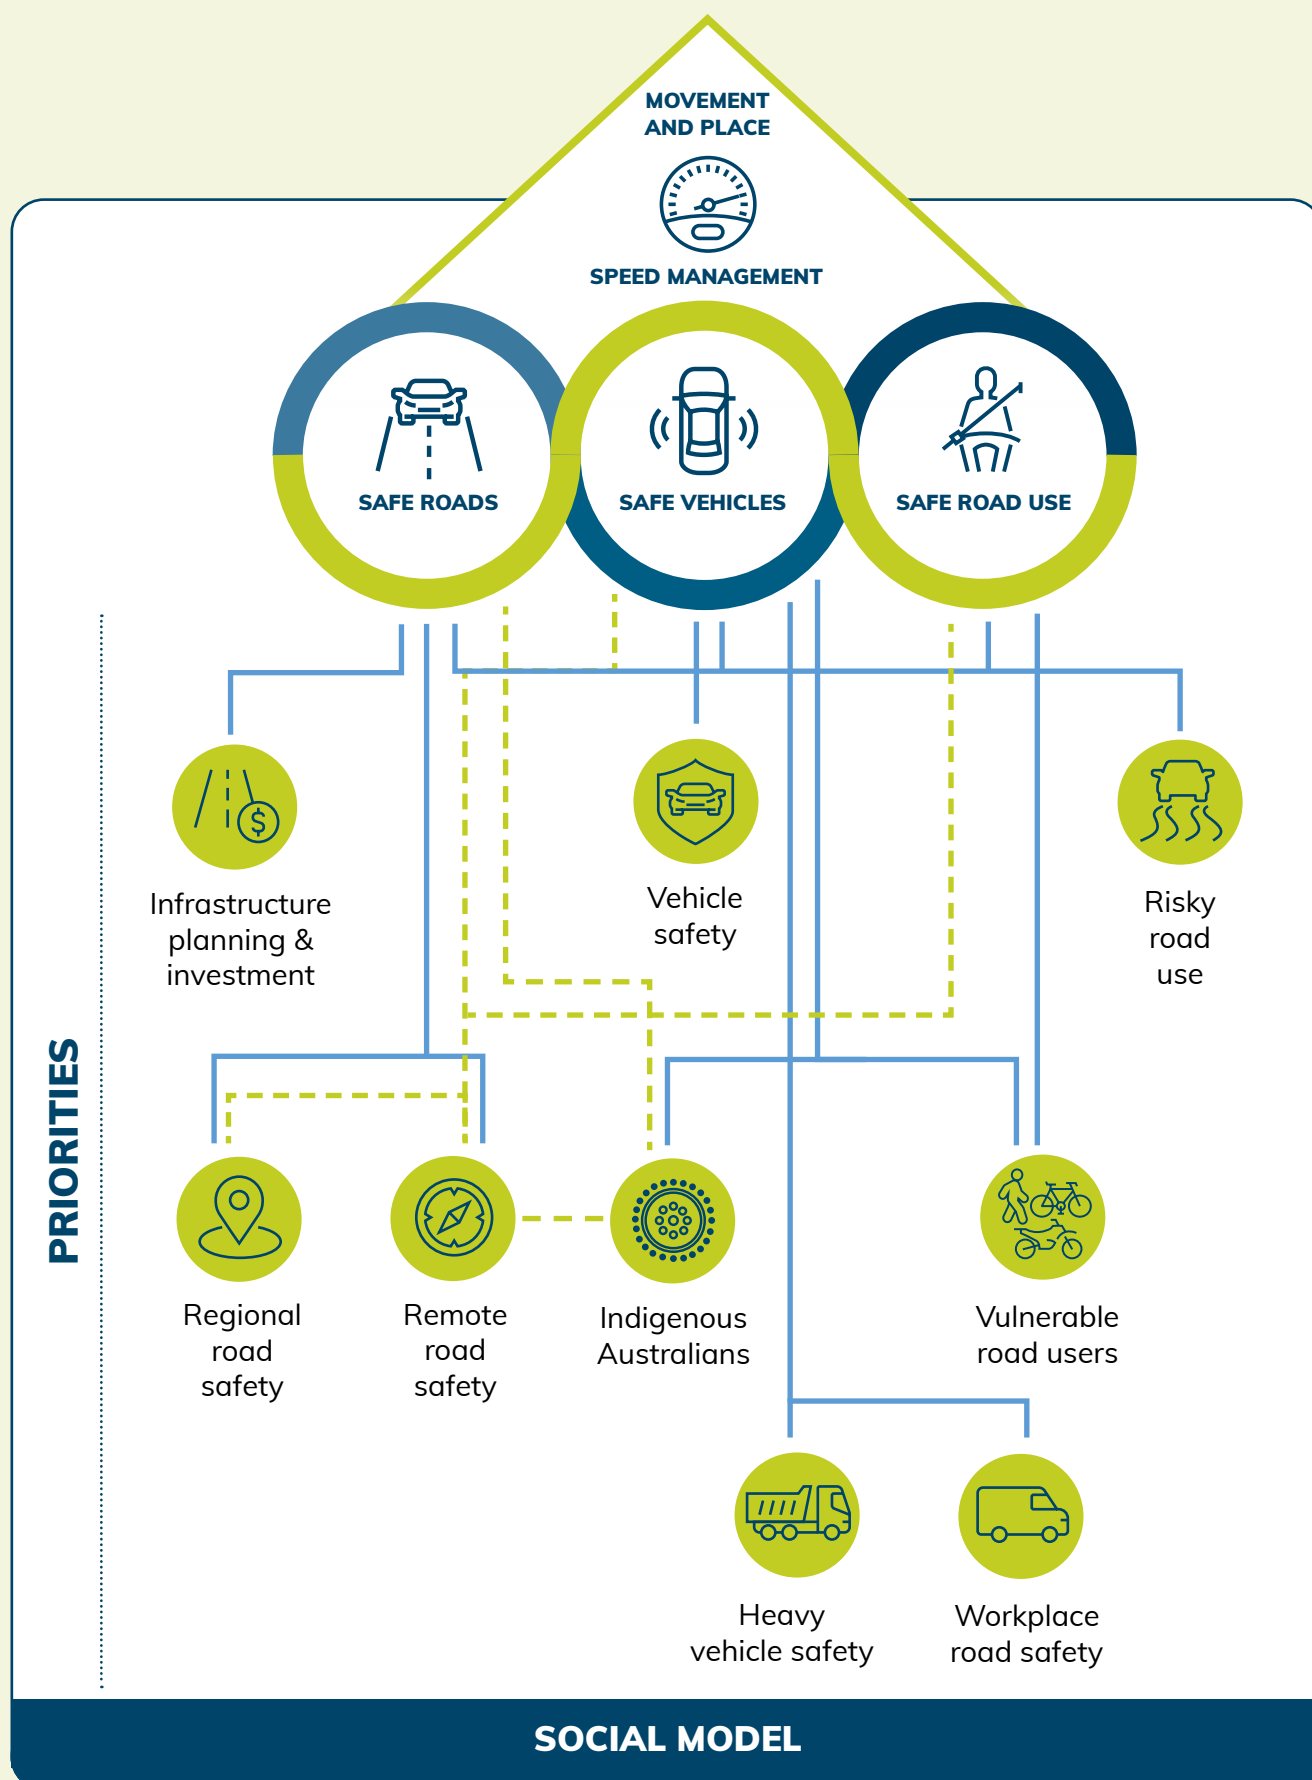 MOVEMENT
AND PLACE
SPEED MANAGEMENT
SAFE ROADS
SAFE VEHICLES
SAFE ROAD USE
PRIORITIES
$
Infrastructure
planning &
investment
Vehicle
safety
Risky
road
use
Regional
road
safety
Remote
road
safety
Indigenous
Australians
Vulnerable
road users
Heavy
vehicle safety
Workplace
road safety
SOCIAL MODEL